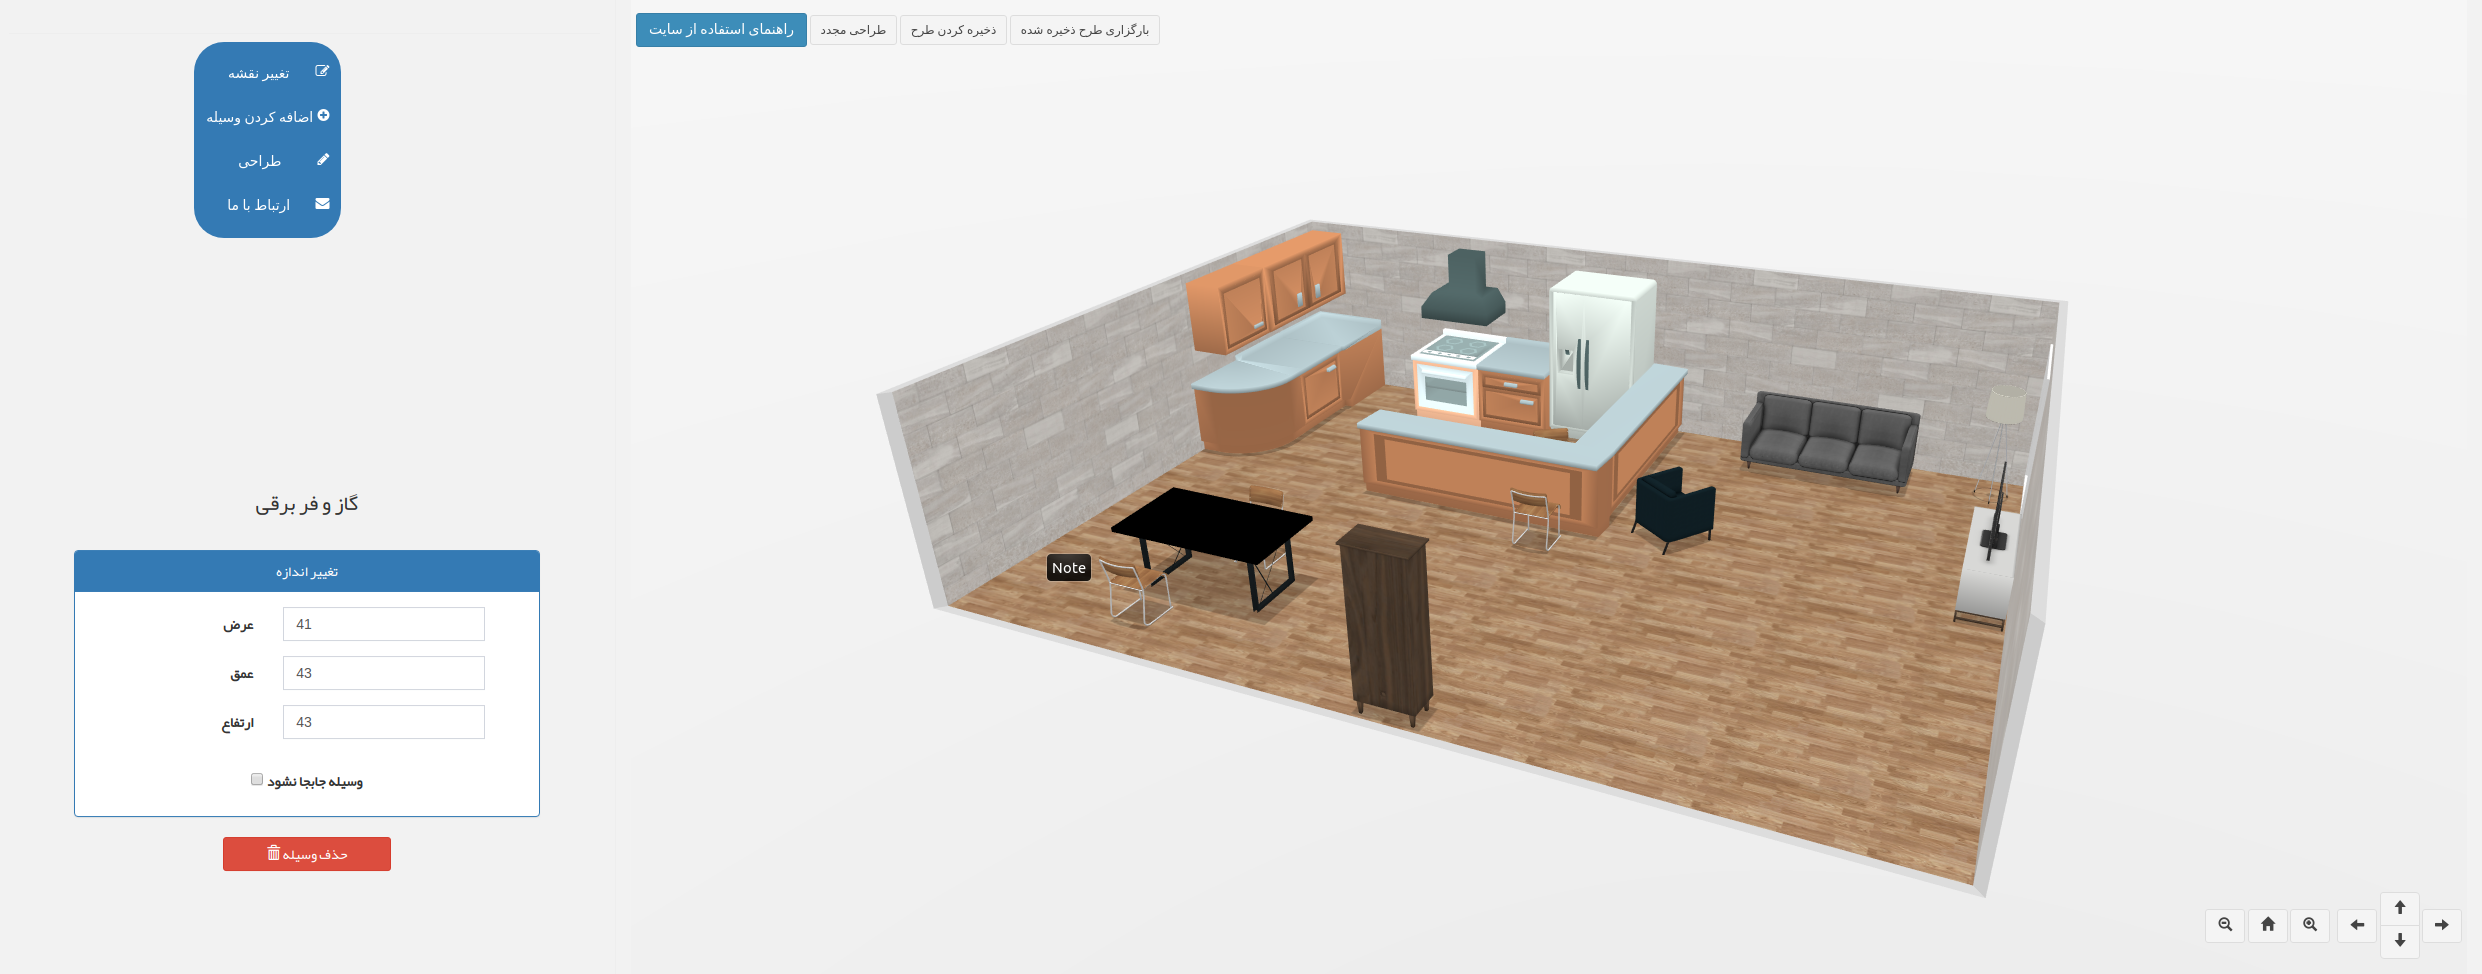 راهنمای استفاده از سایت
طراحی مجدد
ذخیره کردن طرح
بارگزاری طرح ذخیره شده
تغییر نقشه
اضافه کردن وسیله
طراحی
ارتباط با ما
گاز و فر برقی
تغییر اندازه
عرض 41
عمق 43
ارتفاع 43
وسیله جابجا نشود
حذف وسیله
Note